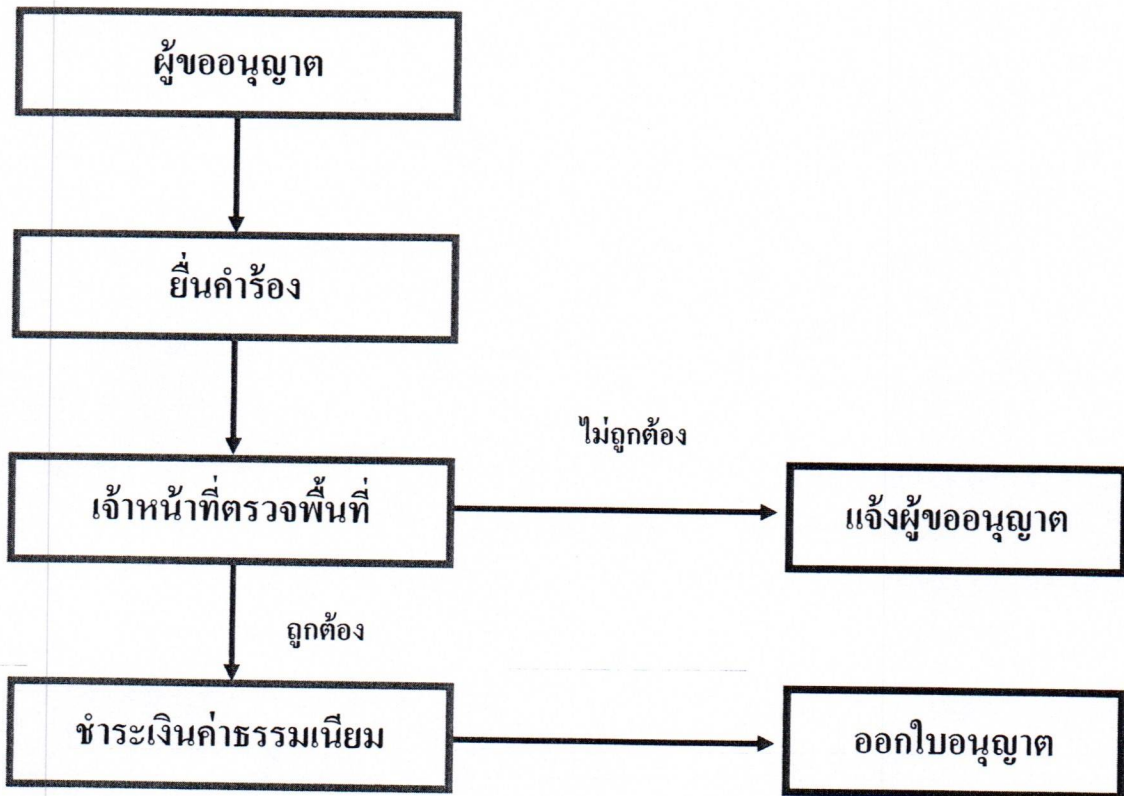 ผู้ขออนุญาต
ยื่นคำร้อง
ไม่ถูกต้อง
เจ้าหน้าที่ตรวจพื้นที่
แจ้งผู้ขออนุญาต
ถูกต้อง
ชำระเงินค่าธรรมเนียม
ออกใบอนุญาต